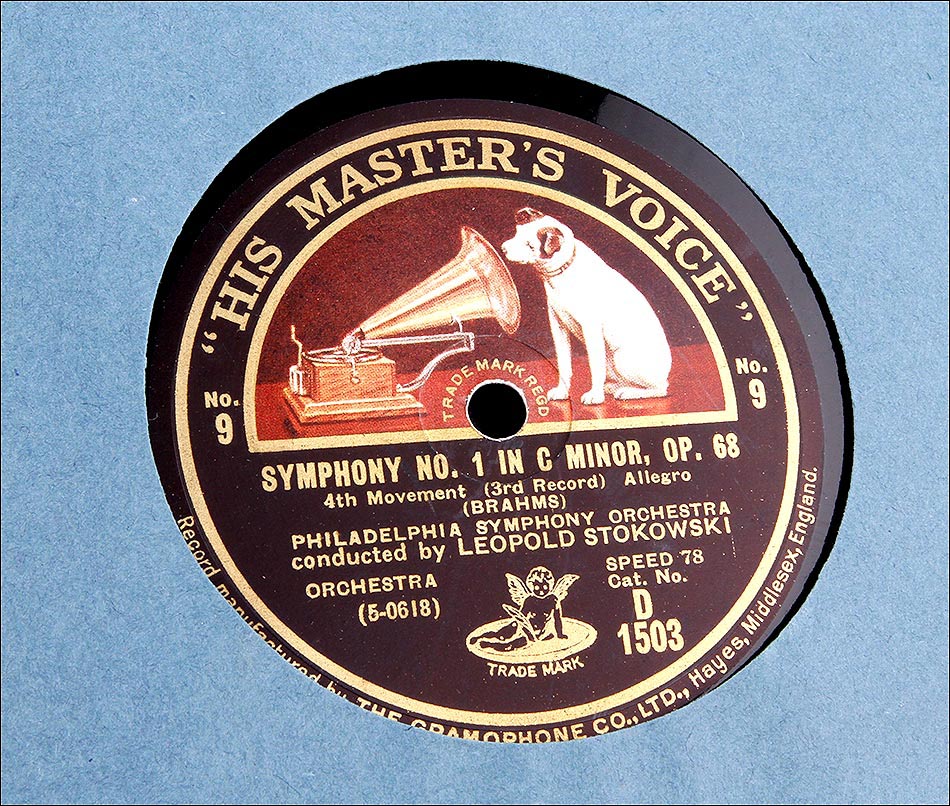 "HIS MASTER'S VOICE"
No. 9
No. 9
TRADE MARK REGD
SYMPHONY NO. 1 IN C MINOR, OP. 68
4th Movement (3rd Record) Allegro
(BRAHMS)
PHILADELPHIA SYMPHONY ORCHESTRA
conducted by LEOPOLD STOKOWSKI
ORCHESTRA
(5-0618)
SPEED 78
Cat. No.
D
1503
TRADE MARK
Record manufactured by THE GRAMOPHONE CO., LTD., Hayes, Middlesex, England.